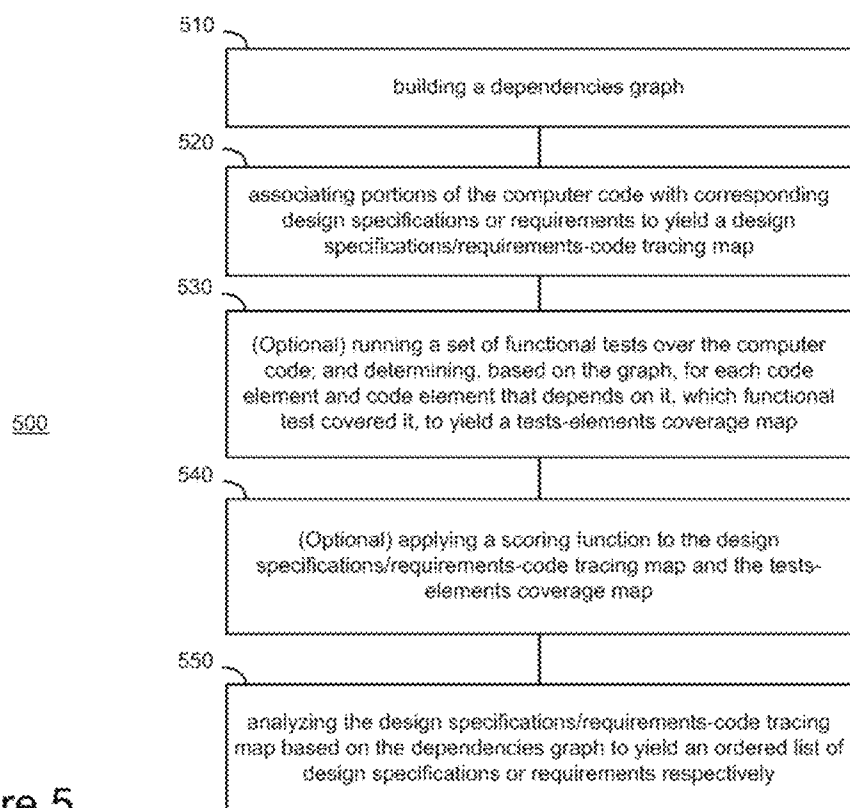 510
building a dependencies graph
520
associating portions of the computer code with corresponding
design specifications or requirements to yield a design
specifications/requirements-code tracing map
530
(Optional) running a set of functional tests over the computer
code; and determining, based on the graph, for each code
element and code element that depends on it, which functional
test covered it, to yield a tests-elements coverage map
500
540
(Optional) applying a scoring function to the design
specifications/requirements-code tracing map and the tests-
elements coverage map
550
analyzing the design specifications/requirements-code tracing
map based on the dependencies graph to yield an ordered list of
design specifications or requirements respectively
re 5